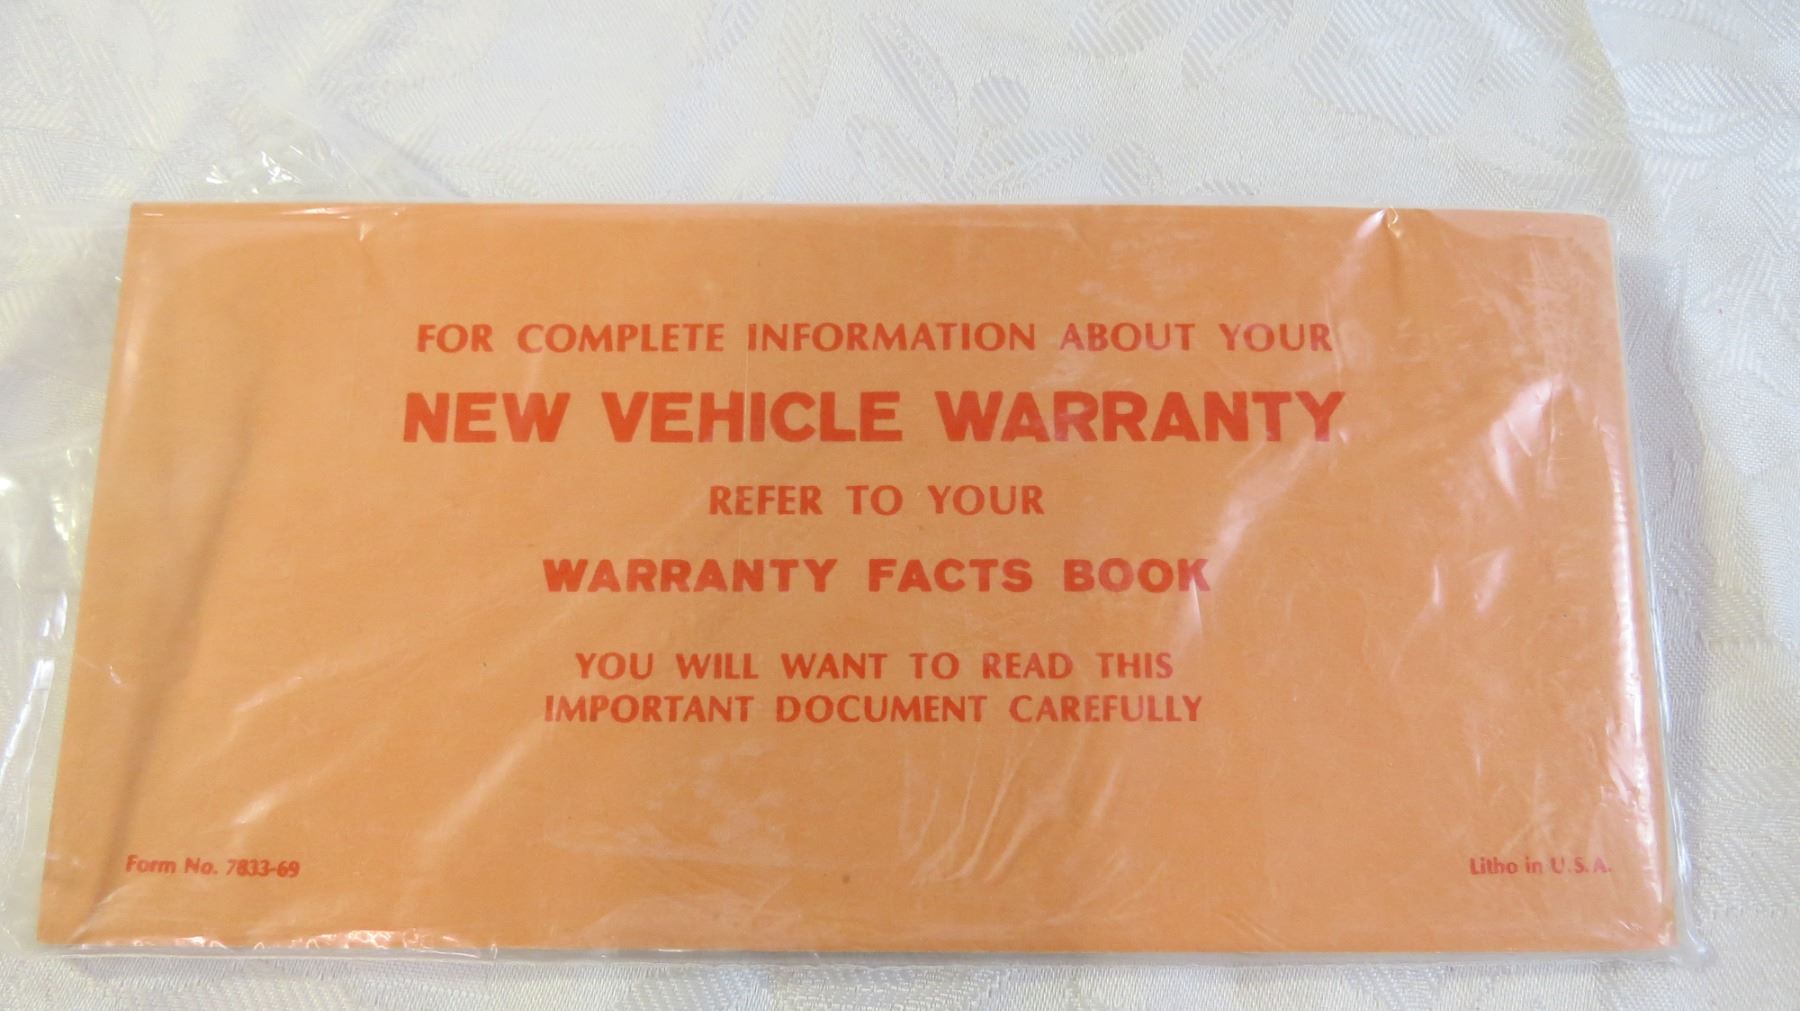 FOR COMPLETE INFORMATION ABOUT YOUR
NEW VEHICLE WARRANTY
REFER TO YOUR
WARRANTY FACTS BOOK
YOU WILL WANT TO READ THIS
IMPORTANT DOCUMENT CAREFULLY
Form No. 7833-69
Litho in U.S.A.